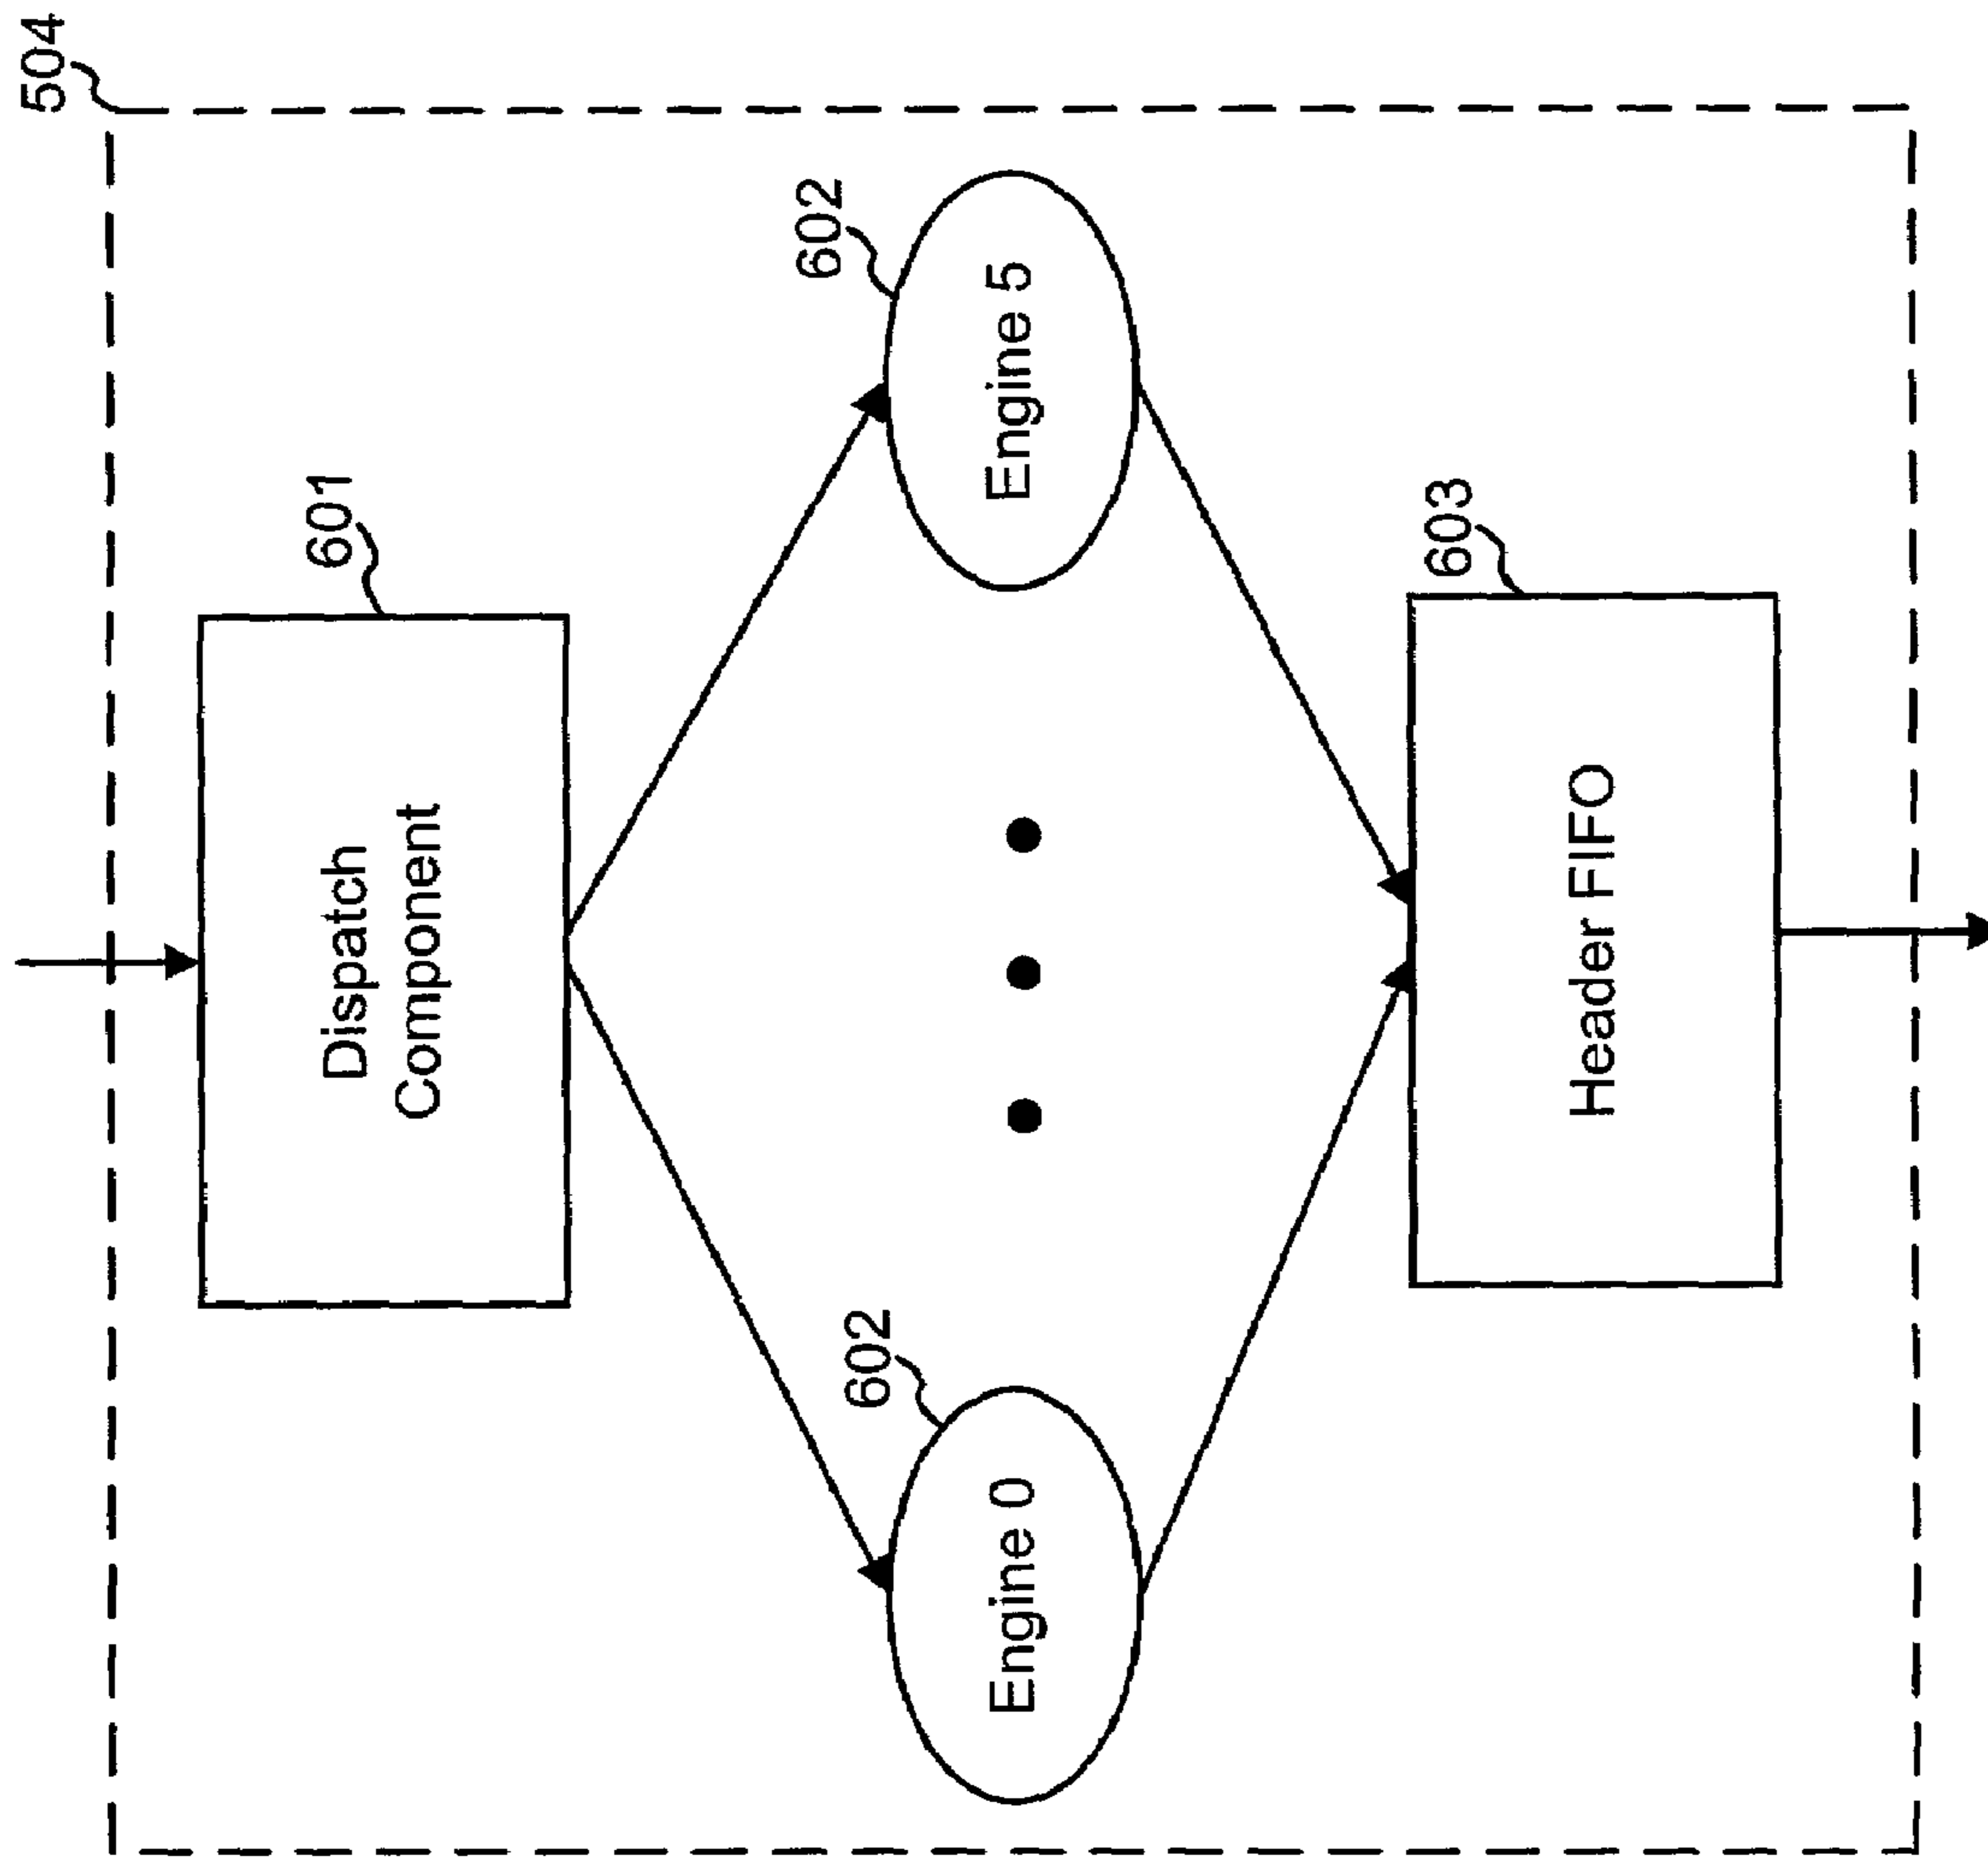 504
Dispatch
Component
601
Engine 0
602
Engine 5
602
Header FIFO
603